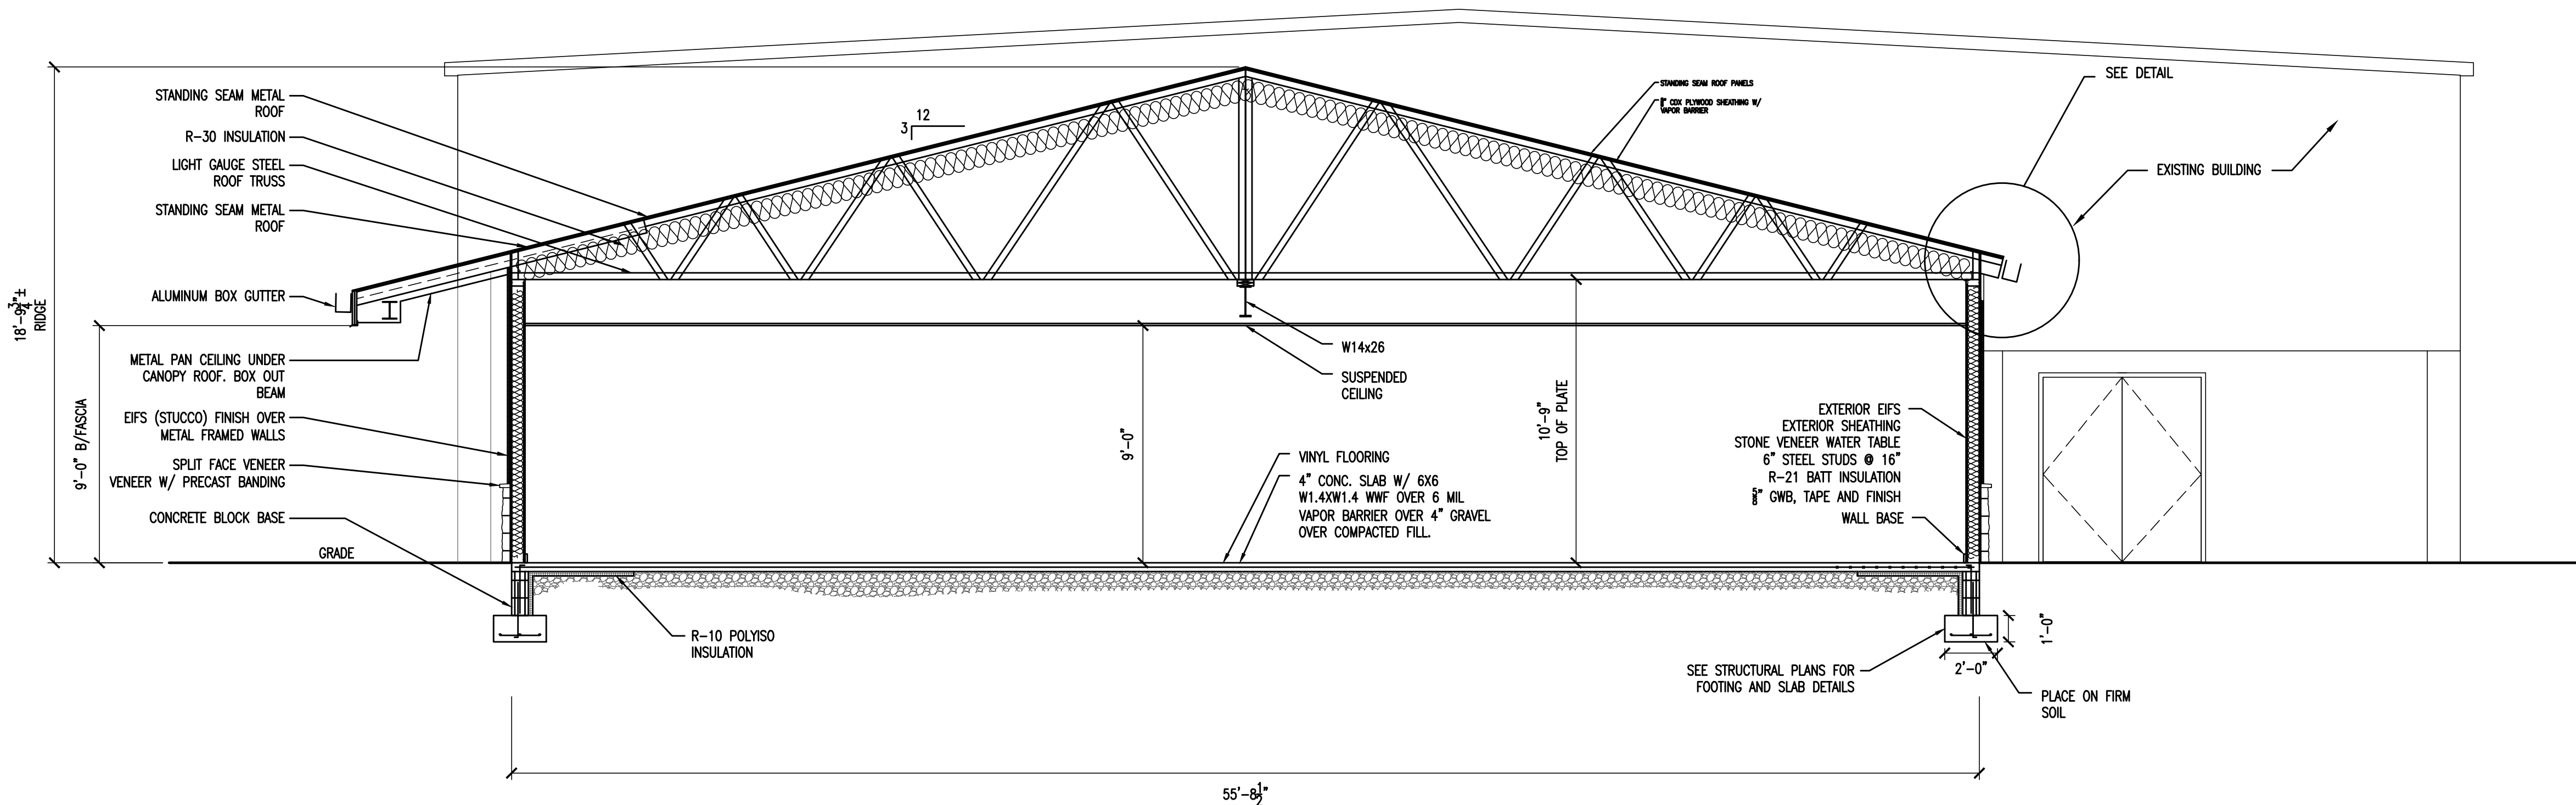 STANDING SEAM METAL
ROOF
R-30 INSULATION
LIGHT GAUGE STEEL
ROOF TRUSS
STANDING SEAM METAL
ROOF
ALUMINUM BOX GUTTER
18'-9 3/4"±
RIDGE
9'-0" B/FASCIA
METAL PAN CEILING UNDER
CANOPY ROOF. BOX OUT
BEAM
EIFS (STUCCO) FINISH OVER
METAL FRAMED WALLS
SPLIT FACE VENEER
VENEER W/ PRECAST BANDING
CONCRETE BLOCK BASE
GRADE
12
3
STANDING SEAM ROOF PANELS
CDX PLYWOOD SHEATHING W/
VAPOR BARRIER
SEE DETAIL
EXISTING BUILDING
W14x26
SUSPENDED
CEILING
9'-0"
10'-9"
TOP OF PLATE
VINYL FLOORING
4" CONC. SLAB W/ 6X6
W1.4XW1.4 WWF OVER 6 MIL
VAPOR BARRIER OVER 4" GRAVEL
OVER COMPACTED FILL.
EXTERIOR EIFS
EXTERIOR SHEATHING
STONE VENEER WATER TABLE
6" STEEL STUDS @ 16"
R-21 BATT INSULATION
5/8" GWB, TAPE AND FINISH
WALL BASE
R-10 POLYISO
INSULATION
SEE STRUCTURAL PLANS FOR
FOOTING AND SLAB DETAILS
1'-0"
2'-0"
PLACE ON FIRM
SOIL
55'-8 1/2"